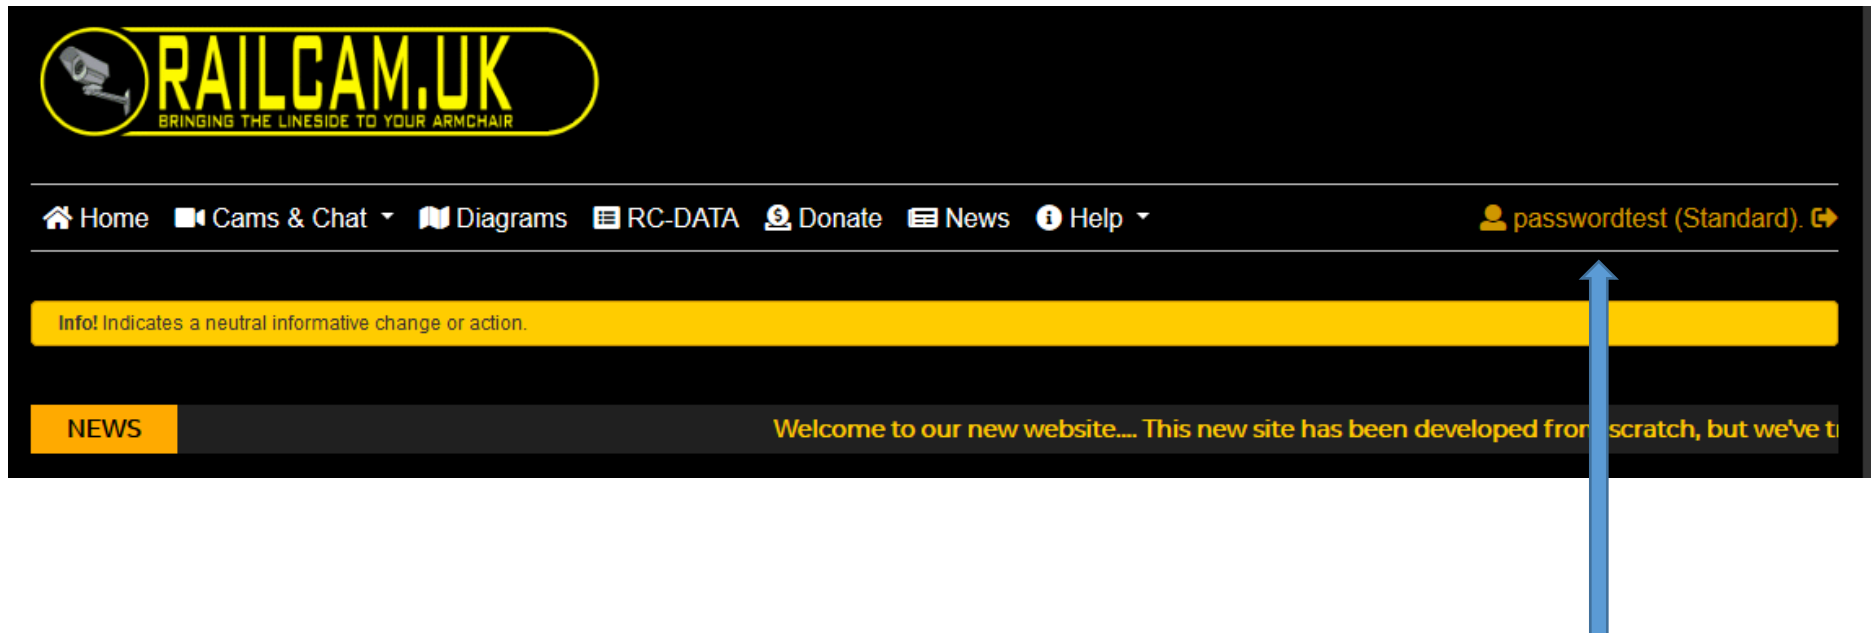 RAILCAM.UK
BRINGING THE LINESIDE TO YOUR ARMCHAIR
Home Cams & Chat Diagrams RC-DATA Donate News Help passwordtest (Standard).
Info! Indicates a neutral informative change or action.
NEWS Welcome to our new website.... This new site has been developed from scratch, but we've